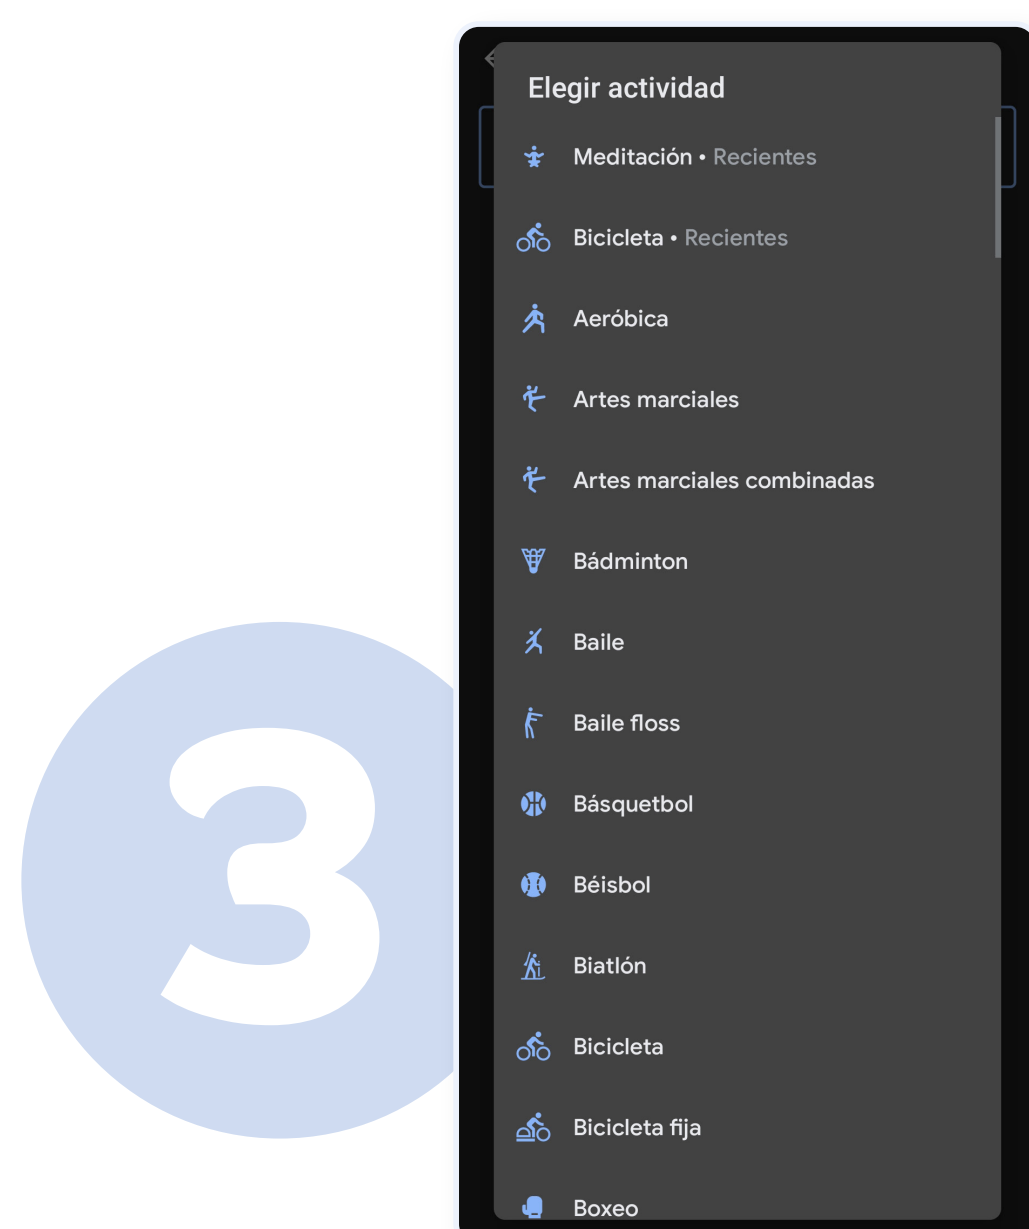 Elegir actividad
Meditación • Recientes
Bicicleta • Recientes
Aeróbica
Artes marciales
Artes marciales combinadas
Bádminton
Baile
Baile floss
Básquetbol
Béisbol
Biatlón
Bicicleta
Bicicleta fija
Boxeo
3